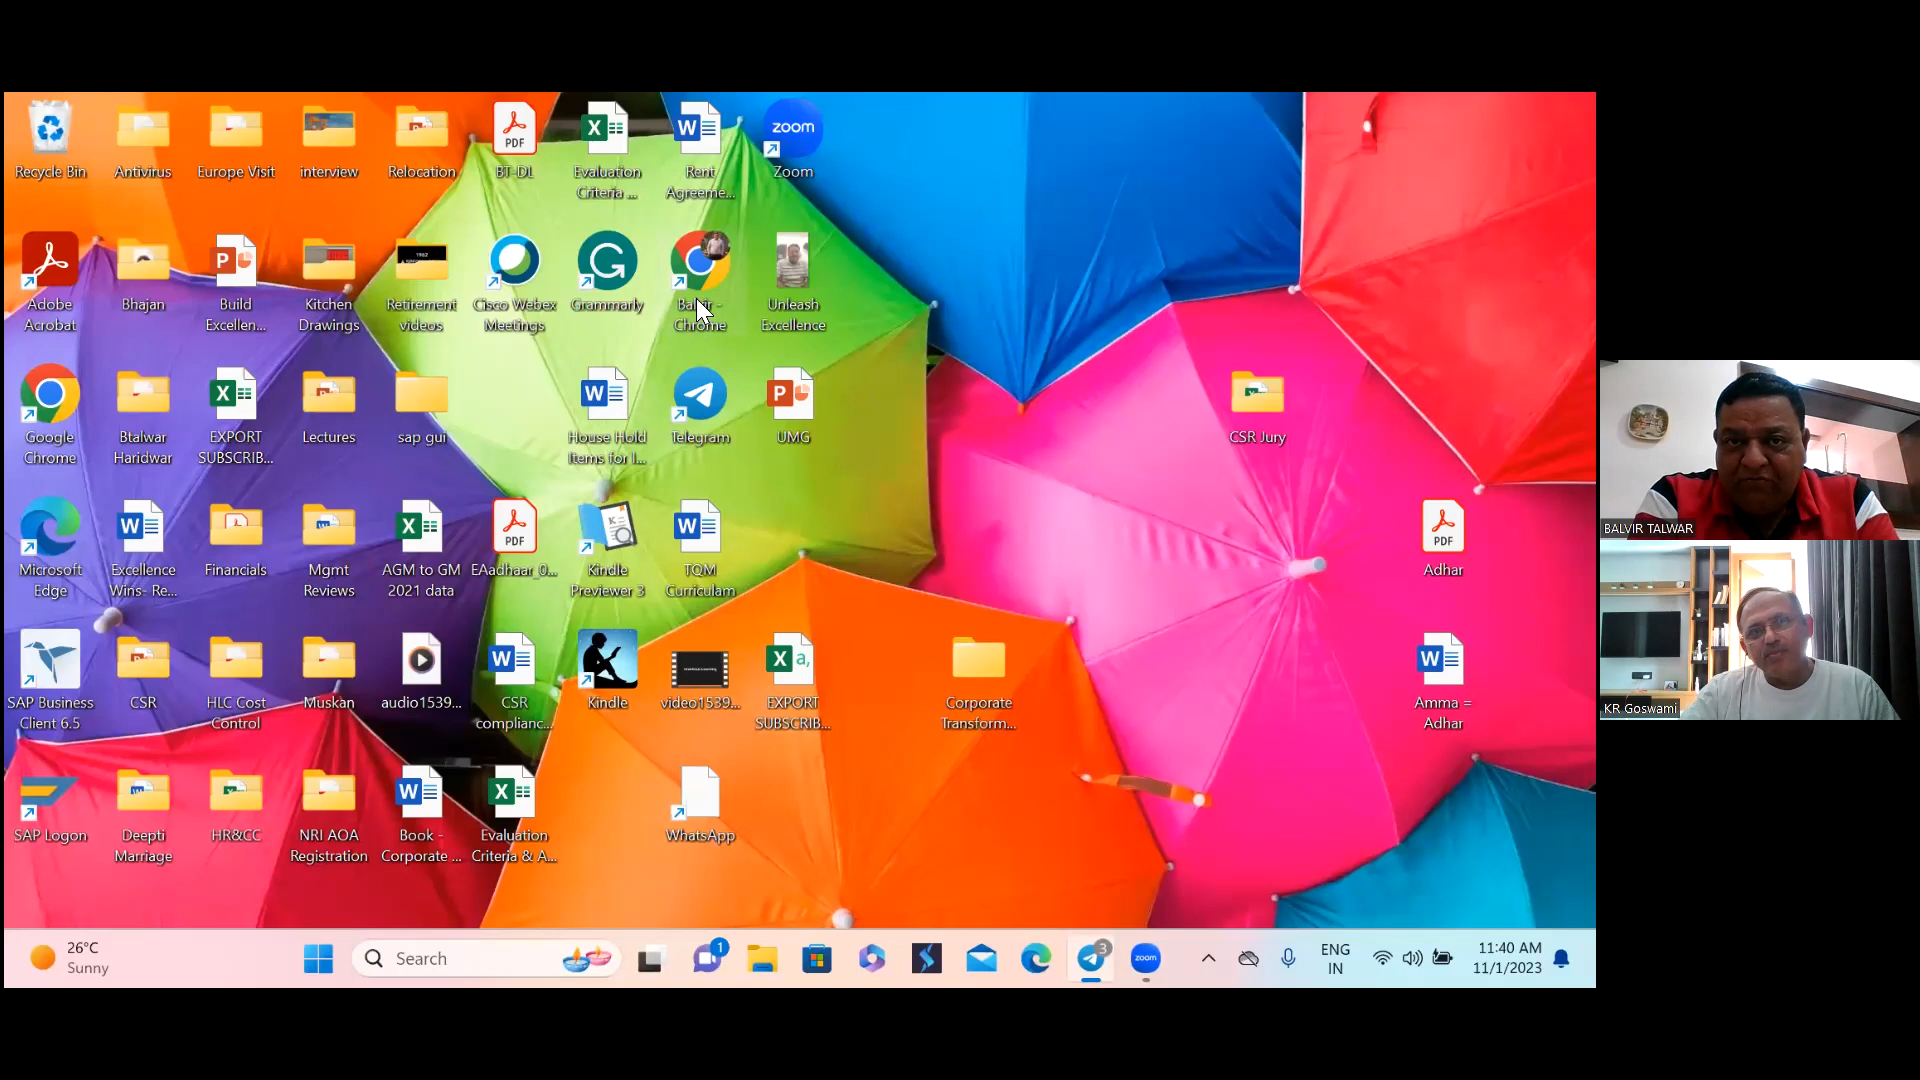 Recycle Bin
Antivirus
Europe Visit
interview
Relocation
PDF
BT-DL
Evaluation
Criteria ...
Rent
Agreeme...
zoom
Zoom
Adobe
Acrobat
Bhajan
Build
Excellen...
Kitchen
Drawings
1962
Retirement
videos
Cisco Webex
Meetings
Grammarly
Balvir -
Chrome
Unleash
Excellence
Google
Chrome
Btalwar
Haridwar
EXPORT
SUBSCRIB...
Lectures
sap gui
House Hold
Items for I...
Telegram
UMG
CSR Jury
Microsoft
Edge
Excellence
Wins- Re...
Financials
Mgmt
Reviews
AGM to GM
2021 data
PDF
EAadhaar_0...
Kindle
Previewer 3
TQM
Curriculam
PDF
Adhar
SAP Business
Client 6.5
CSR
HLC Cost
Control
Muskan
audio1539...
CSR
complianc...
Kindle
video1539...
EXPORT
SUBSCRIB...
Corporate
Transform...
Amma =
Adhar
SAP Logon
Deepti
Marriage
HR&CC
NRI AOA
Registration
Book -
Corporate ...
Evaluation
Criteria & A...
WhatsApp
BALVIR TALWAR
KR Goswami
26°C
Sunny
Search
1
3
zoom
ENG
IN
11:40 AM
11/1/2023